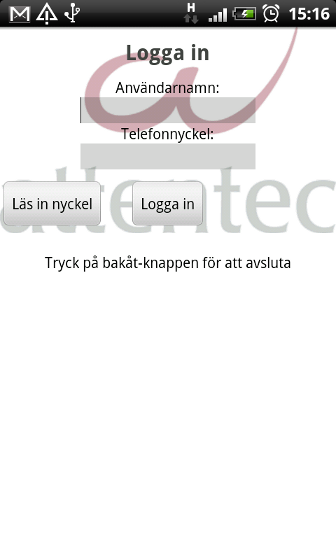 H
15:16
Logga in
Användarnamn:
Telefonnyckel:
Läs in nyckel
Logga in
attentec
Tryck på bakåt-knappen för att avsluta